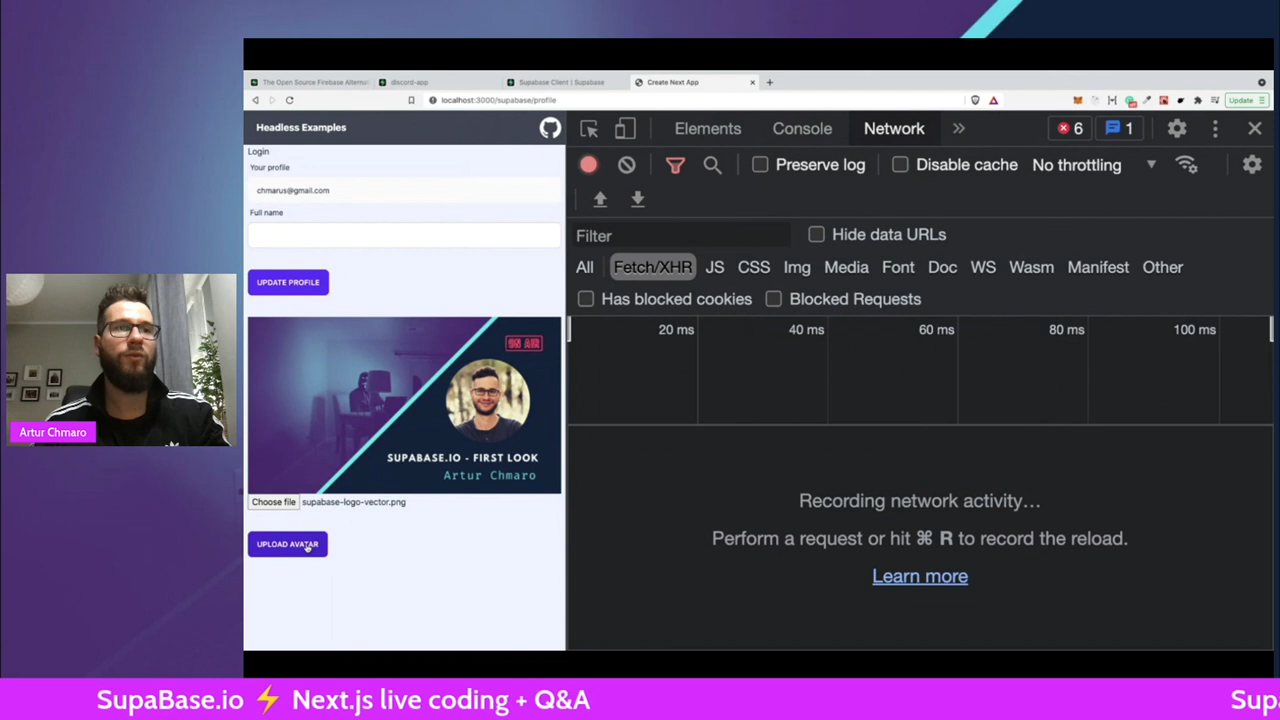 The Open Source Firebase Alternat
discord-app
Supabase Client | Supabase
Create Next App
localhost:3000/supabase/profile
Update
Headless Examples
Login
Your profile
chmarus@gmail.com
Full name
UPDATE PROFILE
ON AIR
SUPABASE.IO - FIRST LOOK
Artur Chmaro
Choose file supabase-logo-vector.png
UPLOAD AVATAR
Elements
Console
Network
6
1
Preserve log
Disable cache
No throttling
Filter
Hide data URLs
All
Fetch/XHR
JS
CSS
Img
Media
Font
Doc
WS
Wasm
Manifest
Other
Has blocked cookies
Blocked Requests
20 ms
40 ms
60 ms
80 ms
100 ms
Recording network activity…
Perform a request or hit ⌘ R to record the reload.
Learn more
Artur Chmaro
SupaBase.io ⚡ Next.js live coding + Q&A
Sup